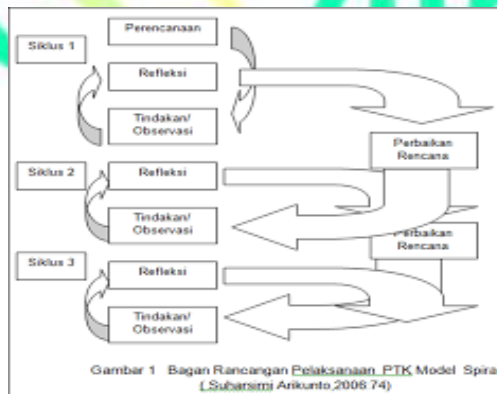 Perencanaan
Siklus 1
Refleksi
Tindakan/
Observasi
Perbaikan
Rencana
Siklus 2
Refleksi
Tindakan/
Observasi
Perbaikan
Rencana
Siklus 3
Refleksi
Tindakan/
Observasi
Gambar 1 Bagan Rancangan Pelaksanaan PTK Model Spira
( Suharsimi Arikunto,2006 74)